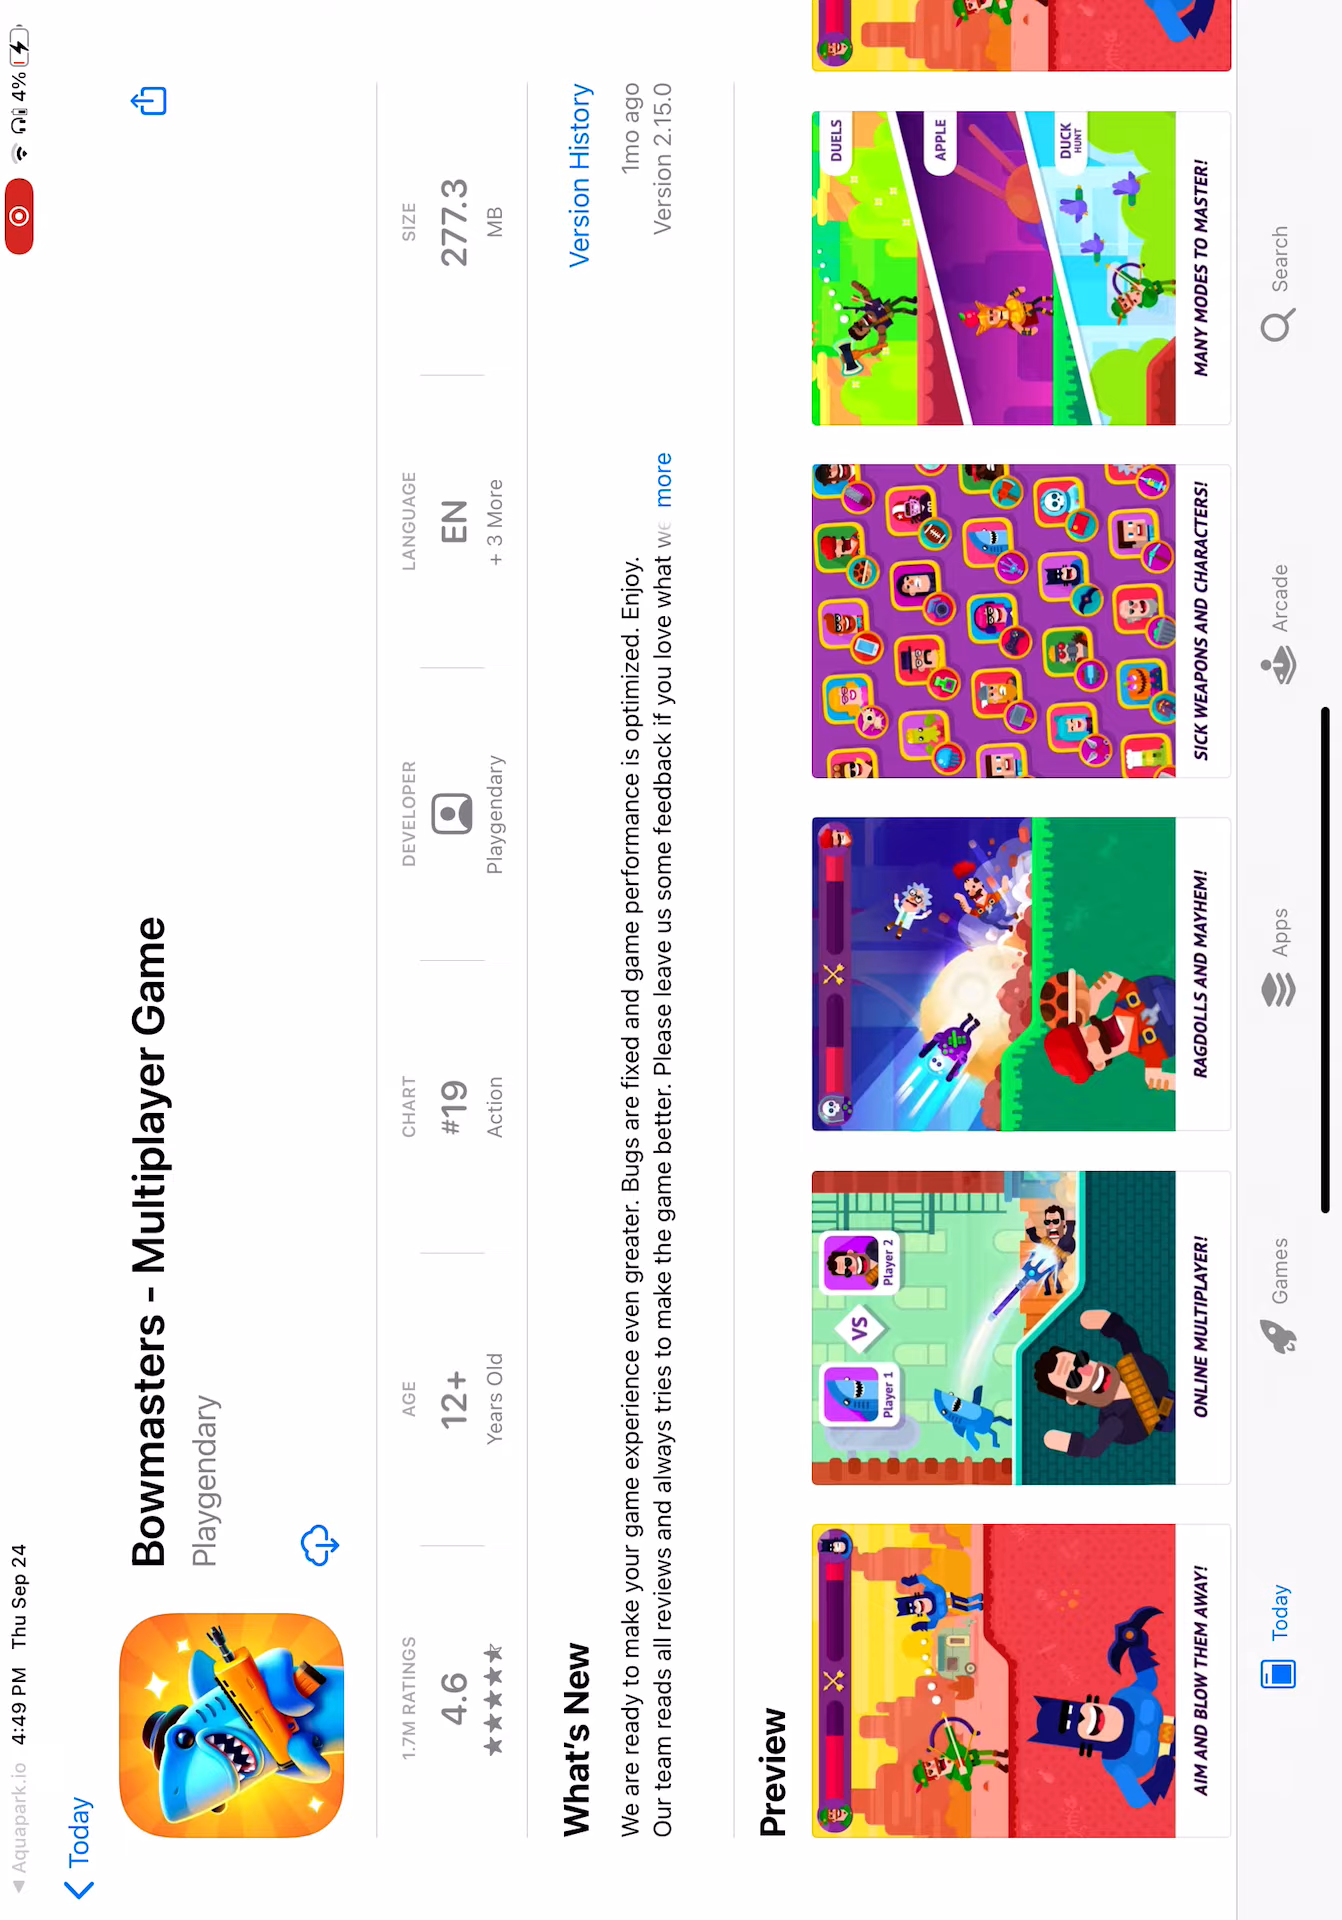 Aquapark.io 4:49 PM Thu Sep 24 4%
Today
Bowmasters - Multiplayer Game
Playgendary
1.7M RATINGS
4.6
AGE
12+
Years Old
CHART
#19
Action
DEVELOPER
Playgendary
LANGUAGE
EN
+ 3 More
SIZE
277.3
MB
What's New
Version History
We are ready to make your game experience even greater. Bugs are fixed and game performance is optimized. Enjoy.
1mo ago
Our team reads all reviews and always tries to make the game better. Please leave us some feedback if you love what we more
Version 2.15.0
Preview
AIM AND BLOW THEM AWAY!
Player 1
VS
Player 2
ONLINE MULTIPLAYER!
RAGDOLLS AND MAYHEM!
SICK WEAPONS AND CHARACTERS!
DUELS
APPLE
DUCK
HUNT
MANY MODES TO MASTER!
Today
Games
Apps
Arcade
Search